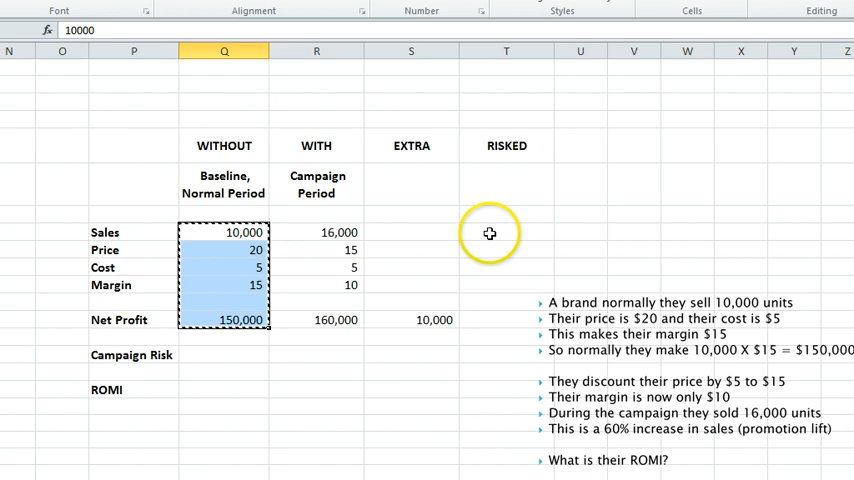 Font Alignment Number Styles Cells Editing
fx 10000
N O P Q R S T U V W X Y Z
WITHOUT WITH EXTRA RISKED
Baseline, Campaign
Normal Period Period
Sales 10,000 16,000
Price 20 15
Cost 5 5
Margin 15 10
Net Profit 150,000 160,000 10,000
Campaign Risk
ROMI
A brand normally they sell 10,000 units
Their price is $20 and their cost is $5
This makes their margin $15
So normally they make 10,000 X $15 = $150,000
They discount their price by $5 to $15
Their margin is now only $10
During the campaign they sold 16,000 units
This is a 60% increase in sales (promotion lift)
What is their ROMI?